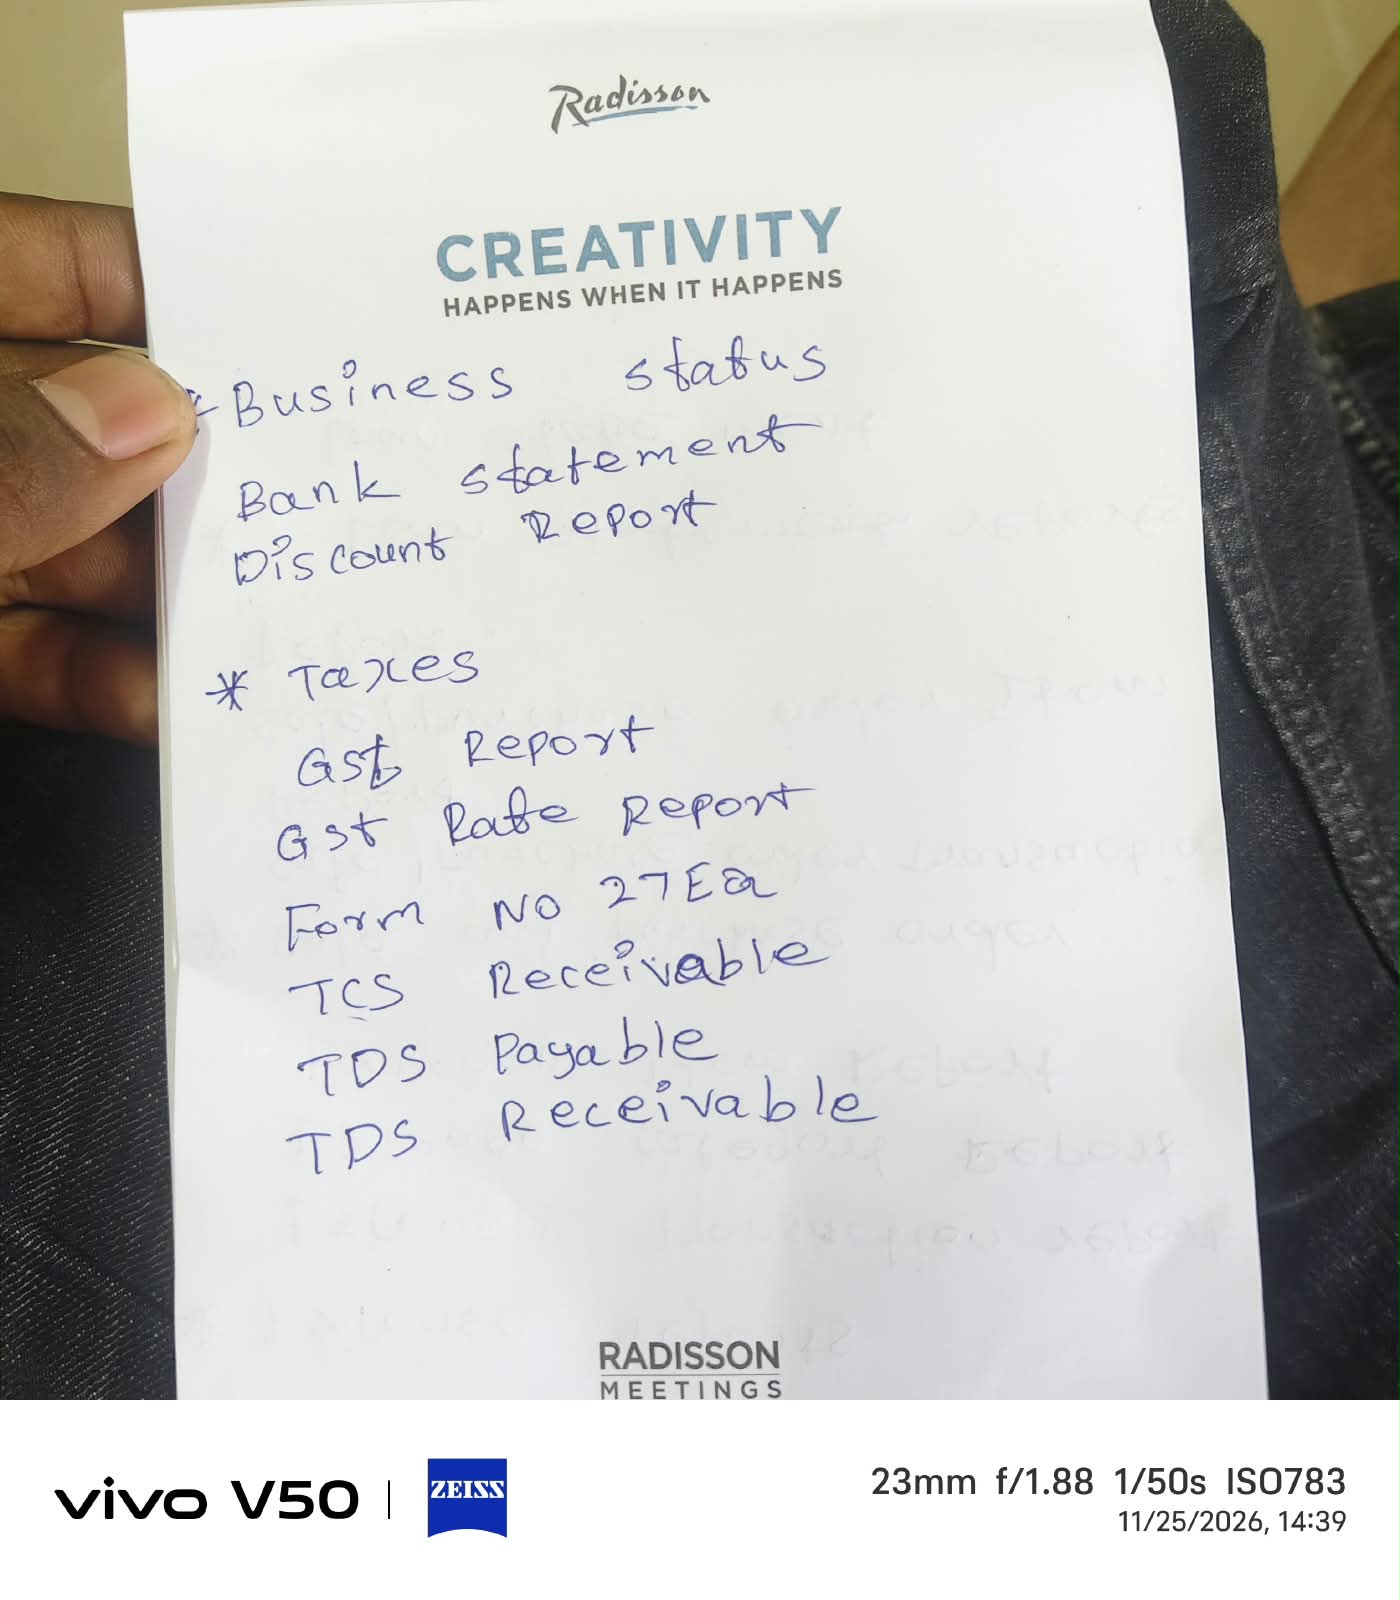 Radisson
CREATIVITY
HAPPENS WHEN IT HAPPENS
* Business status
Bank statement
Discount Report
* Taxes
Gst Report
Gst Rate Report
Form No 27EQ
TCS Receivable
TDS Payable
TDS Receivable
RADISSON
MEETINGS
vivo V50 | ZEISS
23mm f/1.88 1/50s ISO783
11/25/2026, 14:39